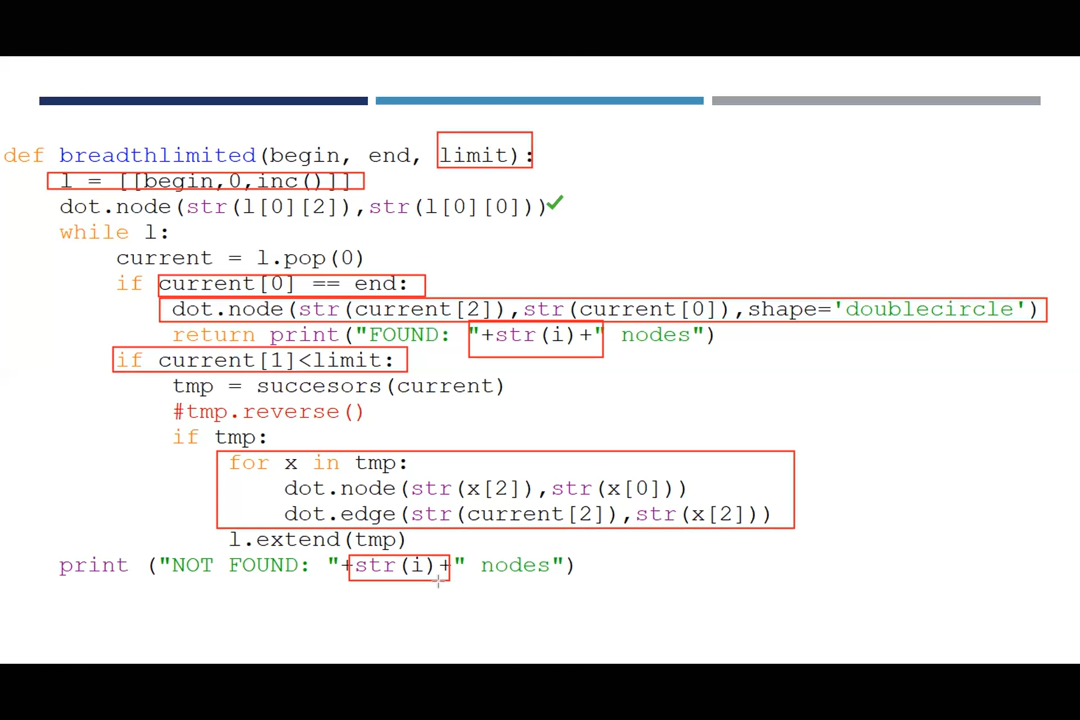 def breadthlimited(begin, end, limit):
    l = [[begin,0,inc()]]
    dot.node(str(l[0][2]),str(l[0][0]))
    while l:
        current = l.pop(0)
        if current[0] == end:
            dot.node(str(current[2]),str(current[0]),shape='doublecircle')
            return print("FOUND: "+str(i)+" nodes")
        if current[1]<limit:
            tmp = succesors(current)
            #tmp.reverse()
            if tmp:
                for x in tmp:
                    dot.node(str(x[2]),str(x[0]))
                    dot.edge(str(current[2]),str(x[2]))
                l.extend(tmp)
    print ("NOT FOUND: "+str(i)+" nodes")